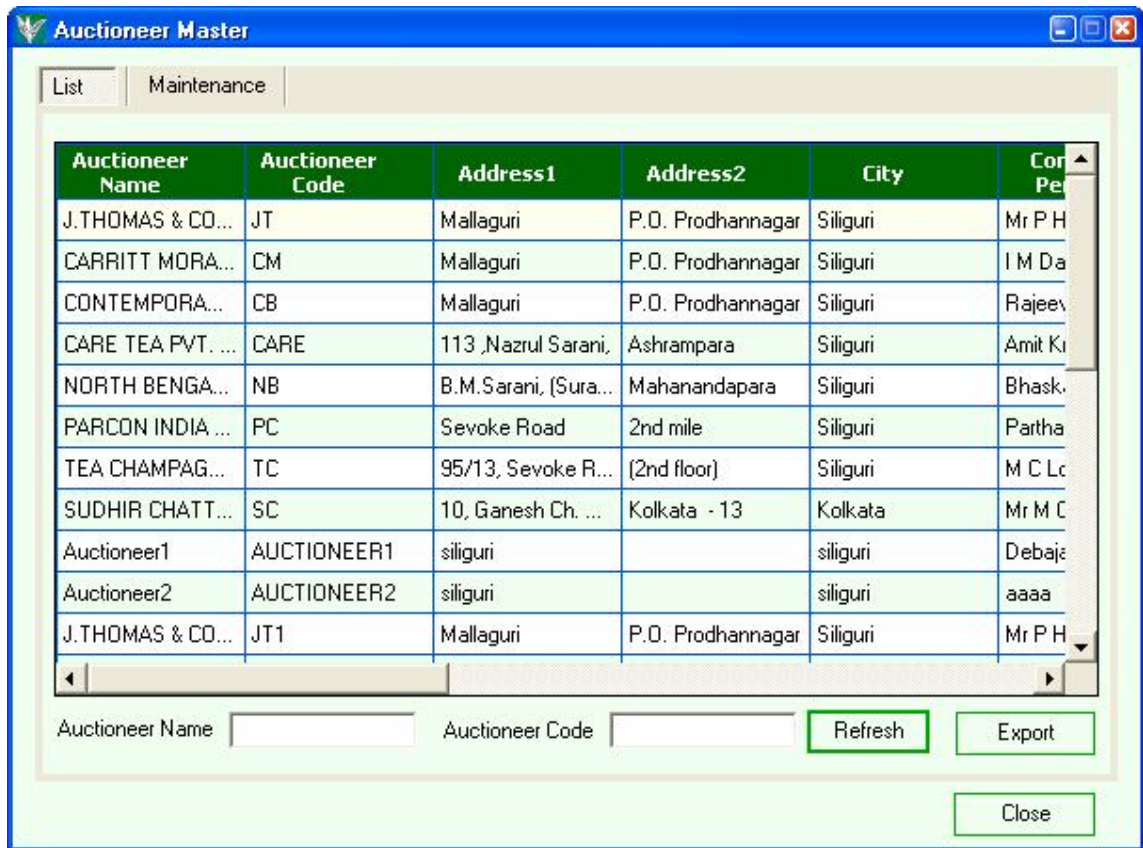 Auctioneer Master
List Maintenance
Auctioneer Name Auctioneer Code Address1 Address2 City Con Per
J.THOMAS & CO... JT Mallaguri P.O. Prodhannagar Siliguri Mr P H
CARRITT MORA... CM Mallaguri P.O. Prodhannagar Siliguri I M Da
CONTEMPORA... CB Mallaguri P.O. Prodhannagar Siliguri Rajeev
CARE TEA PVT. ... CARE 113 ,Nazrul Sarani, Ashrampara Siliguri Amit
NORTH BENGA... NB B.M.Sarani, (Sura... Mahanandapara Siliguri Bhaska
PARCON INDIA ... PC Sevoke Road 2nd mile Siliguri Partha
TEA CHAMPAG... TC 95/13, Sevoke R... (2nd floor) Siliguri M C Lo
SUDHIR CHATT... SC 10, Ganesh Ch. ... Kolkata - 13 Kolkata Mr M C
Auctioneer1 AUCTIONEER1 siliguri siliguri Debaja
Auctioneer2 AUCTIONEER2 siliguri siliguri aaaa
J.THOMAS & CO... JT1 Mallaguri P.O. Prodhannagar Siliguri Mr P H
Auctioneer Name Auctioneer Code Refresh Export
Close